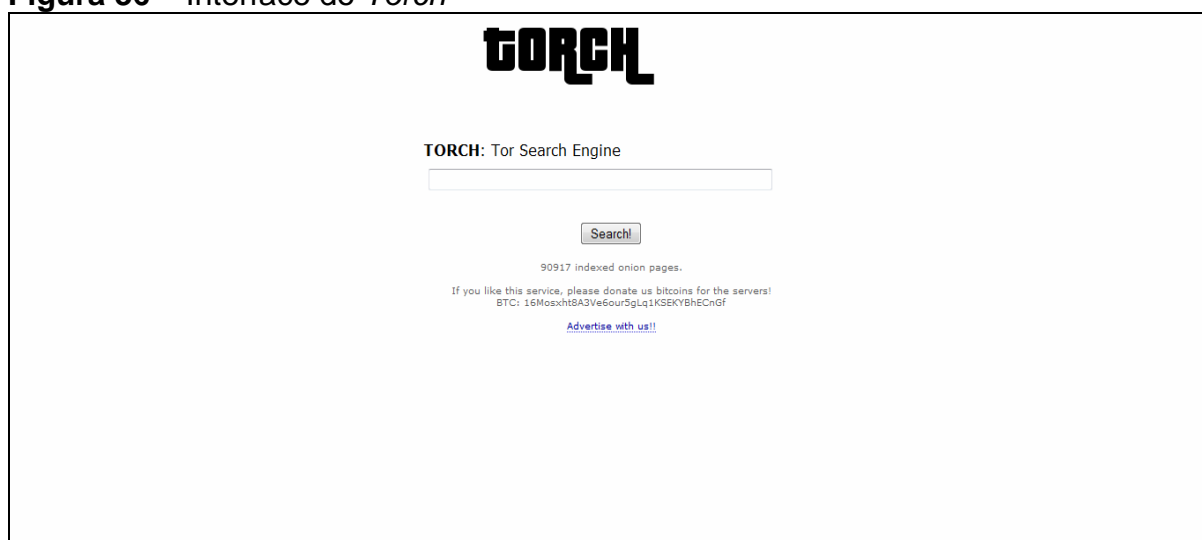 Figura 36 – Interface do Torch
TORCH
TORCH: Tor Search Engine
Search!
90917 indexed onion pages.
If you like this service, please donate us bitcoins for the servers!
BTC: 16Mosxht8A3Ve6our5gLq1KSEKYBhECnGf
Advertise with us!!